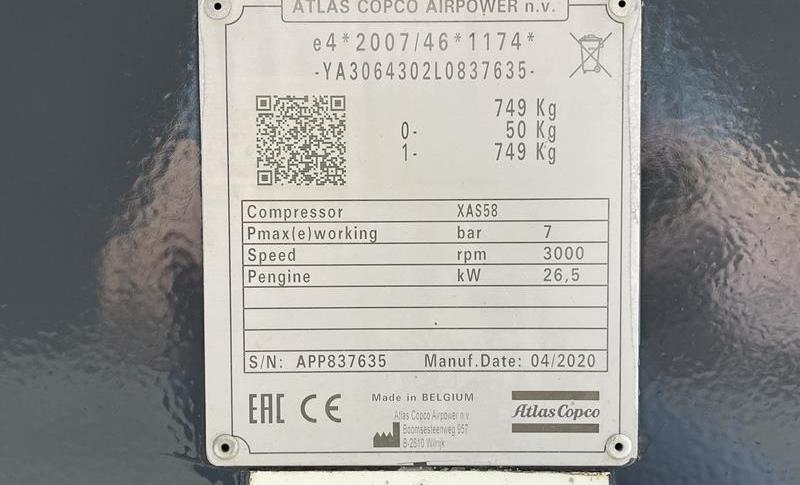 ATLAS COPCO AIRPOWER n.v.
e4*2007/46*1174*
-YA3064302L0837635-
749 Kg
0- 50 Kg
1- 749 Kg
Compressor XAS58
Pmax(e)working bar 7
Speed rpm 3000
Pengine kW 26,5
S/N: APP837635 Manuf.Date: 04/2020
EAC CE
Made in BELGIUM
Atlas Copco Airpower n.v.
Boomsesteenweg 957
B-2610 Wilrijk
Atlas Copco